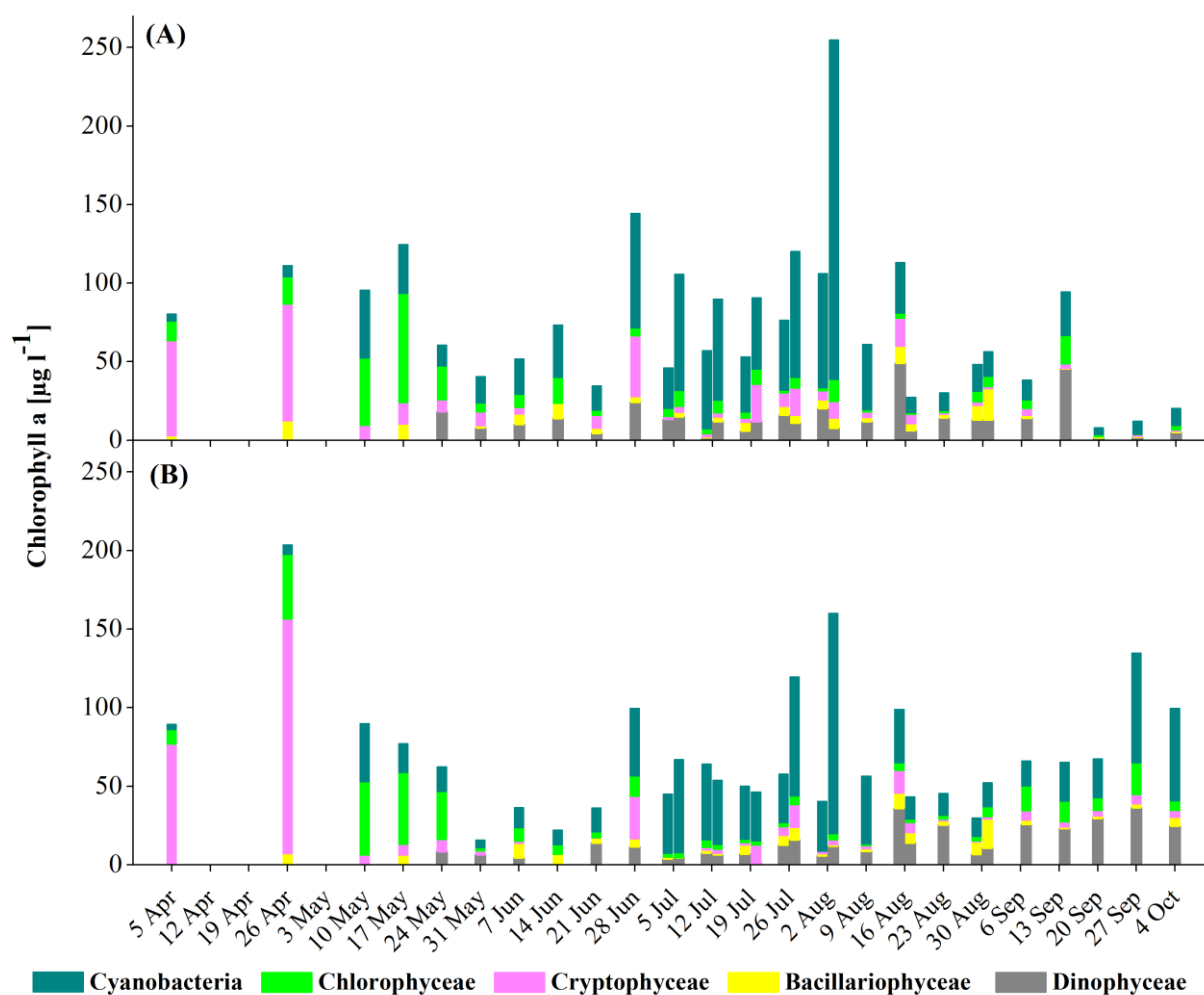 (A)
250
200
150
100
50
0
Chlorophyll a [µg l-1]
(B)
250
200
150
100
50
0
5 Apr
12 Apr
19 Apr
26 Apr
3 May
10 May
17 May
24 May
31 May
7 Jun
14 Jun
21 Jun
28 Jun
5 Jul
12 Jul
19 Jul
26 Jul
2 Aug
9 Aug
16 Aug
23 Aug
30 Aug
6 Sep
13 Sep
20 Sep
27 Sep
4 Oct
Cyanobacteria Chlorophyceae Cryptophyceae Bacillariophyceae Dinophyceae